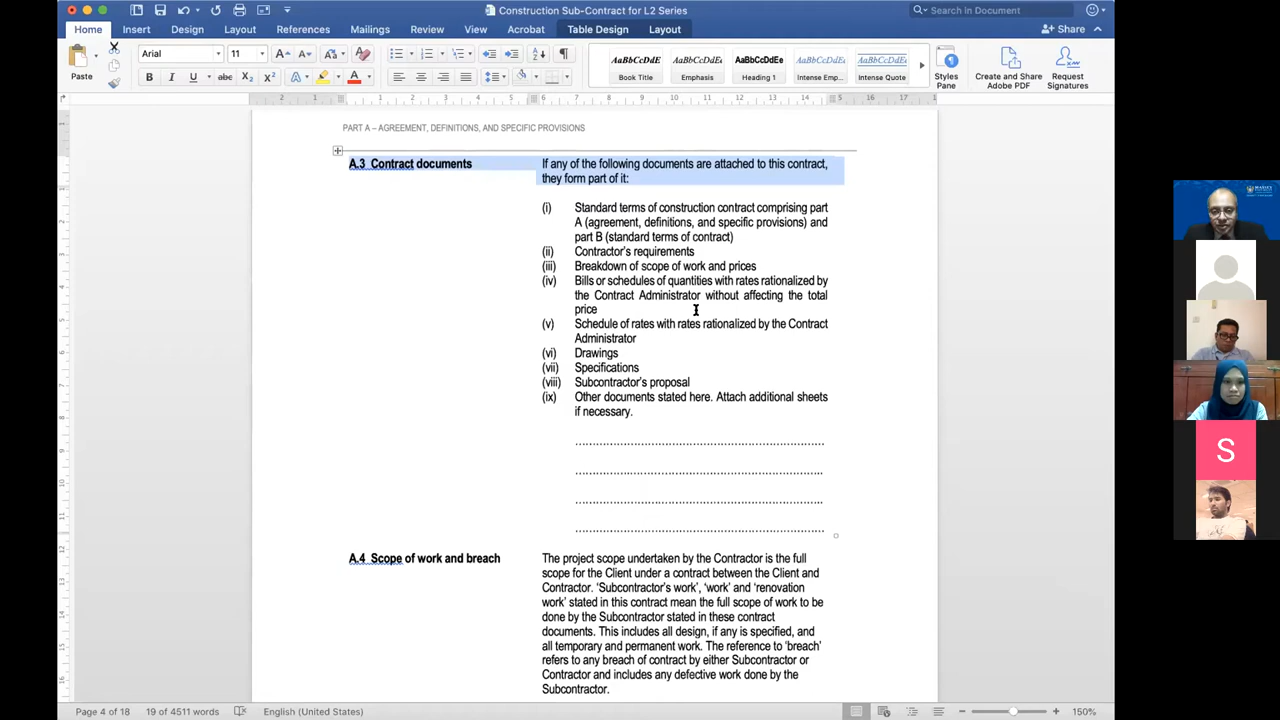 Construction Sub-Contract for L2 Series
Search In Document
Home Insert Design Layout References Mailings Review View Acrobat Table Design Layout
Share
Paste
Arial
11
Book Title
Emphasis
Heading 1
Intense Emp...
Intense Quote
Styles Pane
Create and Share Adobe PDF
Request Signatures
PART A – AGREEMENT, DEFINITIONS, AND SPECIFIC PROVISIONS
A.3 Contract documents
If any of the following documents are attached to this contract,
they form part of it:
(i) Standard terms of construction contract comprising part
A (agreement, definitions, and specific provisions) and
part B (standard terms of contract)
(ii) Contractor's requirements
(iii) Breakdown of scope of work and prices
(iv) Bills or schedules of quantities with rates rationalized by
the Contract Administrator without affecting the total
price
(v) Schedule of rates with rates rationalized by the Contract
Administrator
(vi) Drawings
(vii) Specifications
(viii) Subcontractor's proposal
(ix) Other documents stated here. Attach additional sheets
if necessary.
A.4 Scope of work and breach
The project scope undertaken by the Contractor is the full
scope for the Client under a contract between the Client and
Contractor. 'Subcontractor's work', 'work' and 'renovation
work' stated in this contract mean the full scope of work to be
done by the Subcontractor stated in these contract
documents. This includes all design, if any is specified, and
all temporary and permanent work. The reference to 'breach'
refers to any breach of contract by either Subcontractor or
Contractor and includes any defective work done by the
Subcontractor.
S
Page 4 of 18 19 of 4511 words English (United States) 150%